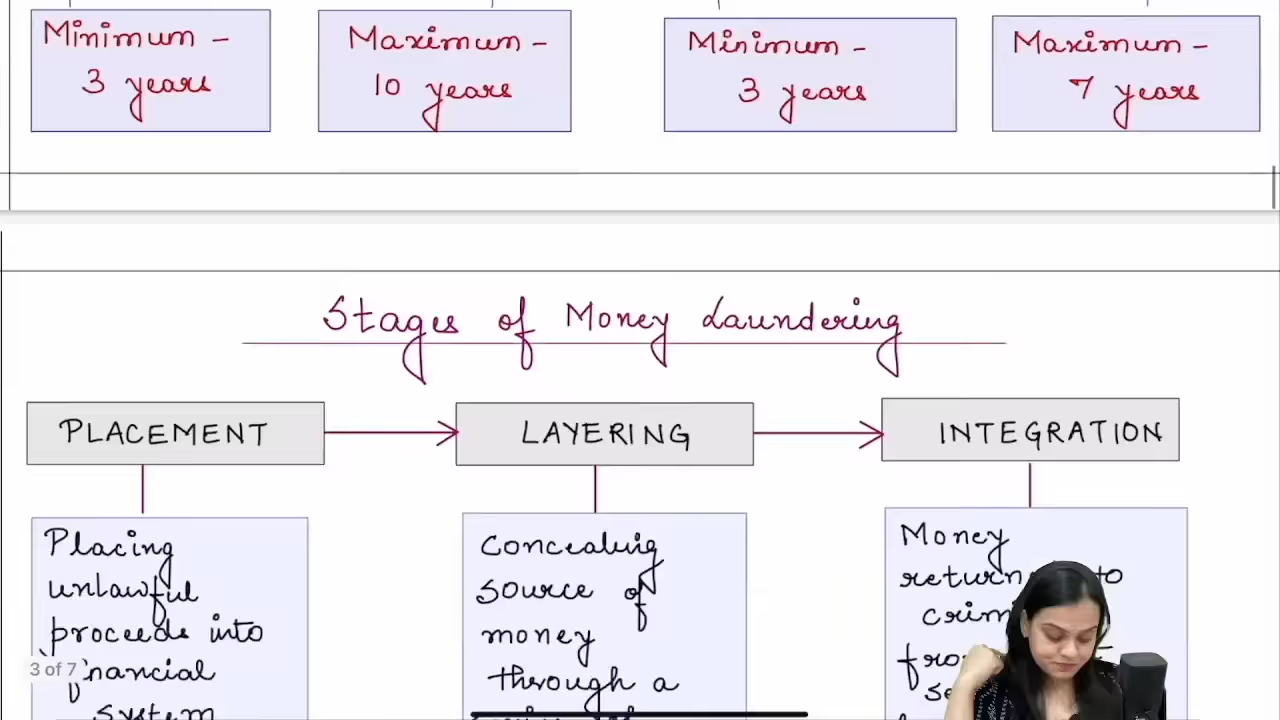 Minimum -
3 years
Maximum -
10 years
Minimum -
3 years
Maximum -
7 years
Stages of Money Laundering
PLACEMENT
LAYERING
INTEGRATION
Placing
unlawful
proceeds into
financial
system
Concealing
source of
money
through a
Money
3 of 7